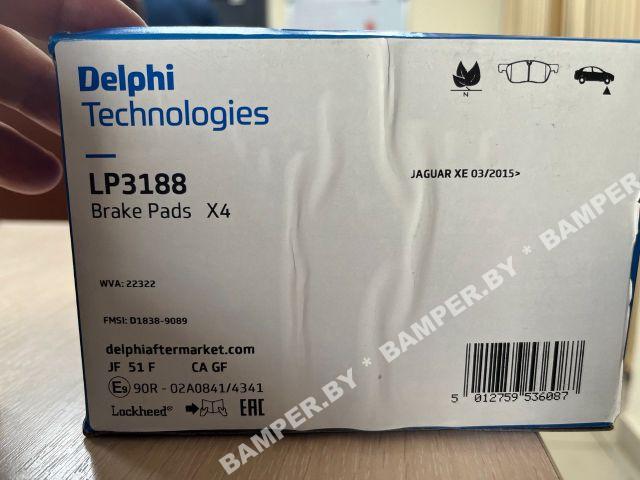 Delphi
Technologies
LP3188
Brake Pads X4
N
JAGUAR XE 03/2015>
WVA: 22322
FMSI: D1838-9089
delphiaftermarket.com
JF 51 F CA GF
E9 90R - 02A0841/4341
Lockheed® EAC
5 012759 536087
BAMPER.BY * BAMPER.BY * BAMPER.BY